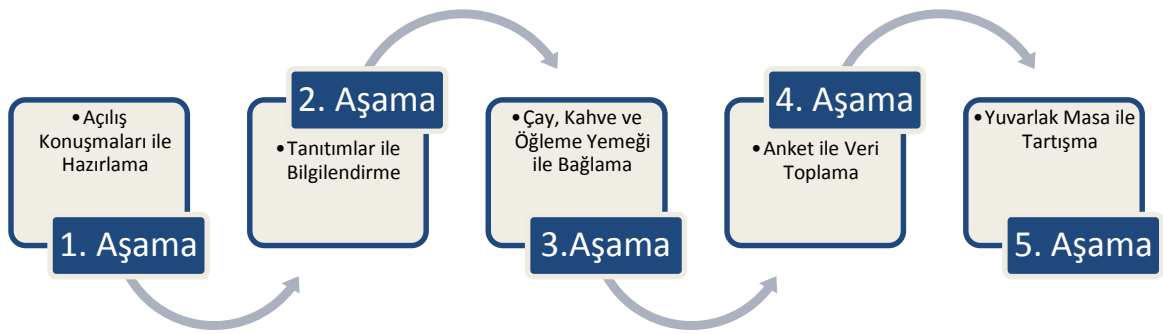 •Açılış
Konuşmaları ile
Hazırlama
1. Aşama
2. Aşama
•Tanıtımlar ile
Bilgilendirme
•Çay, Kahve ve
Öğleme Yemeği
ile Bağlama
3.Aşama
4. Aşama
•Anket ile Veri
Toplama
•Yuvarlak Masa ile
Tartışma
5. Aşama